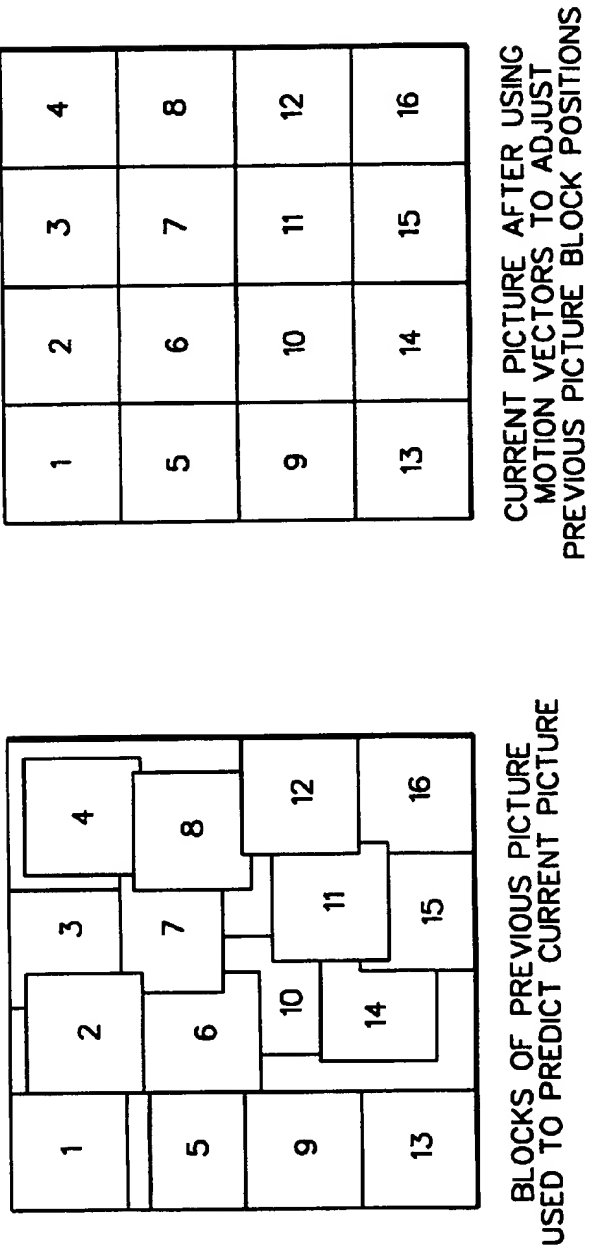 1 2 3 4
5 6 7 8
9 10 11 12
13 14 15 16
BLOCKS OF PREVIOUS PICTURE
USED TO PREDICT CURRENT PICTURE
1 2 3 4
5 6 7 8
9 10 11 12
13 14 15 16
CURRENT PICTURE AFTER USING
MOTION VECTORS TO ADJUST
PREVIOUS PICTURE BLOCK POSITIONS